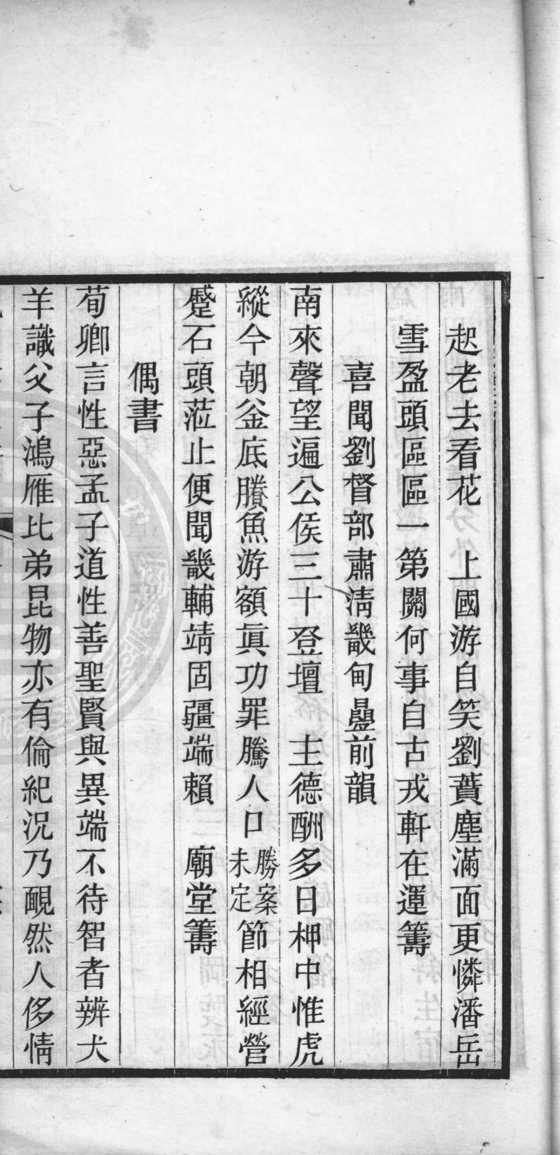 起老去看花　上國游自笑劉蕡塵滿面更憐潘岳
雪盈頭區區一第關何事自古戎軒在運籌
喜聞劉督部肅淸畿甸疊前韻
南來聲望遍公侯三十登壇　主德酬多日柙中惟虎
縱今朝釜底賸魚游額眞功罪騰人口勝案未定節相經營
蹙石頭蒞止便聞畿輔靖固疆端賴　廟堂籌
偶書
荀卿言性惡孟子道性善聖賢與異端不待智者辨犬
羊識父子鴻雁比弟昆物亦有倫紀況乃靦然人侈情